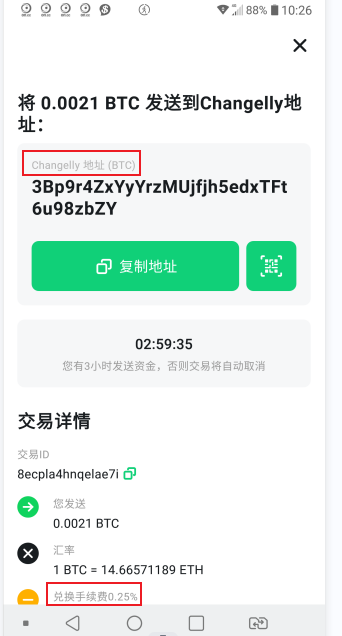 88% 10:26
将 0.0021 BTC 发送到Changelly地
址：
Changelly 地址 (BTC)
3Bp9r4ZxYyYrzMUjfjh5edxTFt
6u98zbZY
复制地址
02:59:35
您有3小时发送资金，否则交易将自动取消
交易详情
交易ID
8ecpla4hnqelae7i
您发送
0.0021 BTC
汇率
1 BTC = 14.66571189 ETH
兑换手续费0.25%